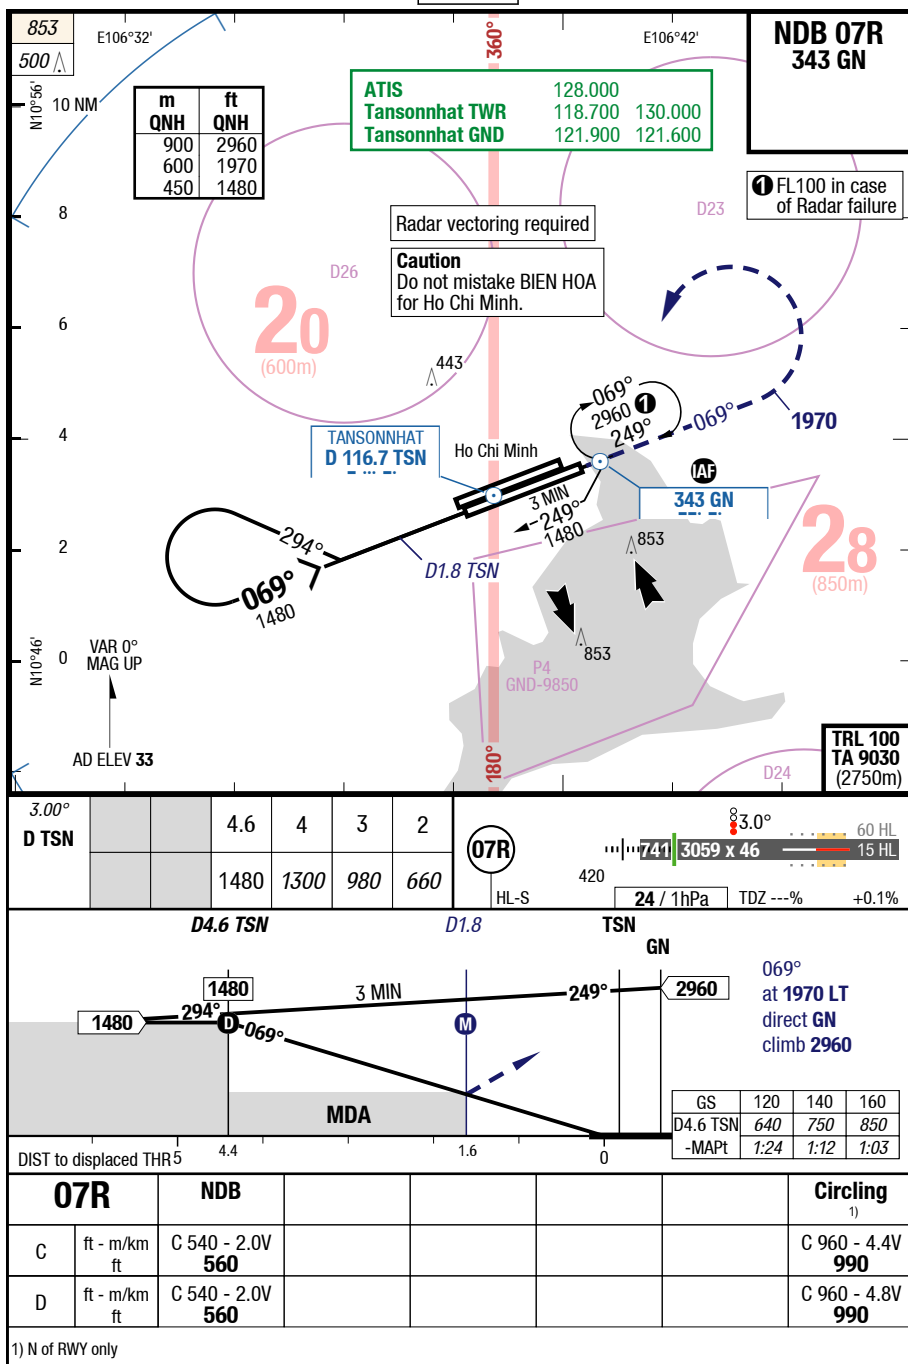 853
500
E106°32'
360°
E106°42'
NDB 07R
343 GN
N10°56'
10 NM
m ft
QNH QNH
900 2960
600 1970
450 1480
ATIS 128.000
Tansonnhat TWR 118.700 130.000
Tansonnhat GND 121.900 121.600
1 FL100 in case
of Radar failure
8
Radar vectoring required
D23
Caution
Do not mistake BIEN HOA
for Ho Chi Minh.
D26
20
(600m)
6
443
069°
2960 1
249°
069°
1970
4
TANSONNHAT
D 116.7 TSN
Ho Chi Minh
IAF
343 GN
3 MIN
249°
1480
294°
2
D1.8 TSN
069°
1480
853
28
(850m)
853
N10°46'
0
VAR 0°
MAG UP
P4
GND-9850
AD ELEV 33
180°
D24
TRL 100
TA 9030
(2750m)
3.00°
D TSN
4.6 4 3 2
1480 1300 980 660
07R
HL-S
3.0°
60 HL
741 3059 x 46
15 HL
420
24 / 1hPa
TDZ ---%
+0.1%
D4.6 TSN
D1.8
TSN
GN
1480
3 MIN
249°
2960
294°
1480
D
069°
M
069°
at 1970 LT
direct GN
climb 2960
MDA
GS 120 140 160
D4.6 TSN 640 750 850
-MAPt 1:24 1:12 1:03
DIST to displaced THR 5 4.4 1.6 0
07R NDB Circling
1)
C ft - m/km C 540 - 2.0V C 960 - 4.4V
ft 560 990
D ft - m/km C 540 - 2.0V C 960 - 4.8V
ft 560 990
1) N of RWY only